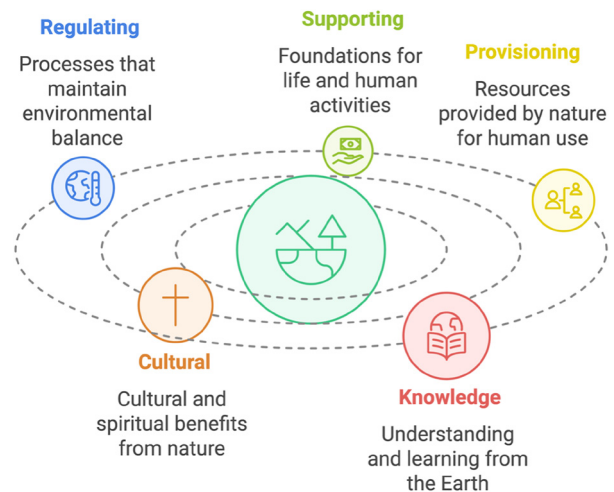 Regulating
Processes that
maintain
environmental
balance
Supporting
Foundations for
life and human
activities
Provisioning
Resources
provided by nature
for human use
Cultural
Cultural and
spiritual benefits
from nature
Knowledge
Understanding
and learning from
the Earth